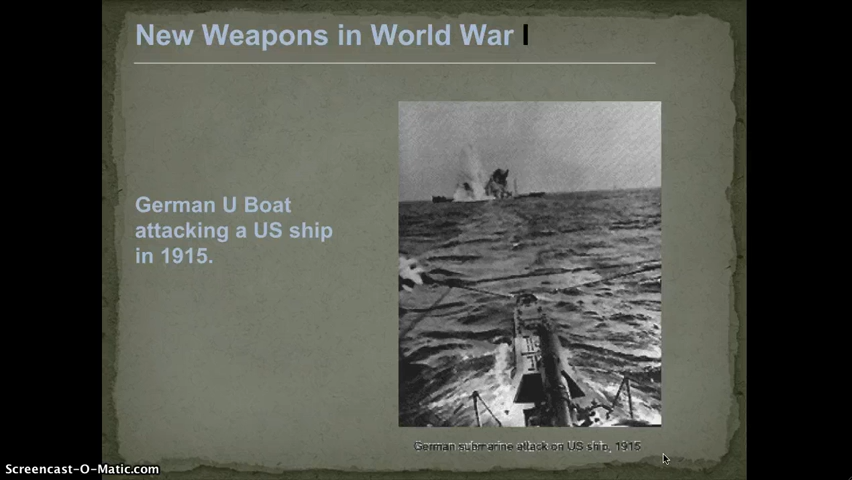 New Weapons in World War I
German U Boat
attacking a US ship
in 1915.
German submarine attack on US ship, 1915
Screencast-O-Matic.com